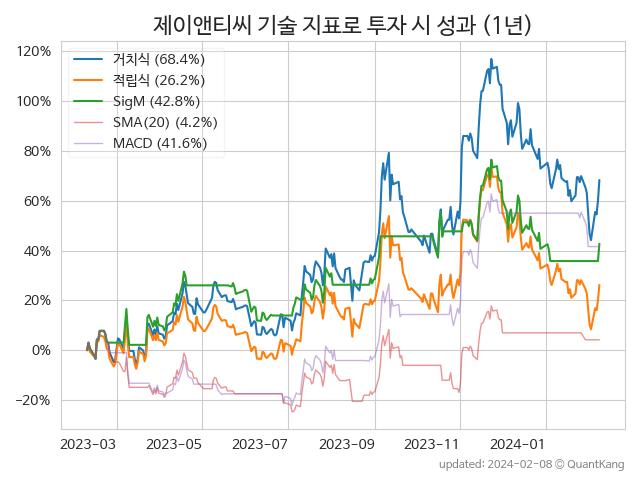 제이앤티씨 기술 지표로 투자 시 성과 (1년)
120%
100%
80%
60%
40%
20%
0%
−20%
거치식 (68.4%)
적립식 (26.2%)
SigM (42.8%)
SMA(20) (4.2%)
MACD (41.6%)
2023-03
2023-05
2023-07
2023-09
2023-11
2024-01
updated: 2024-02-08 © QuantKang